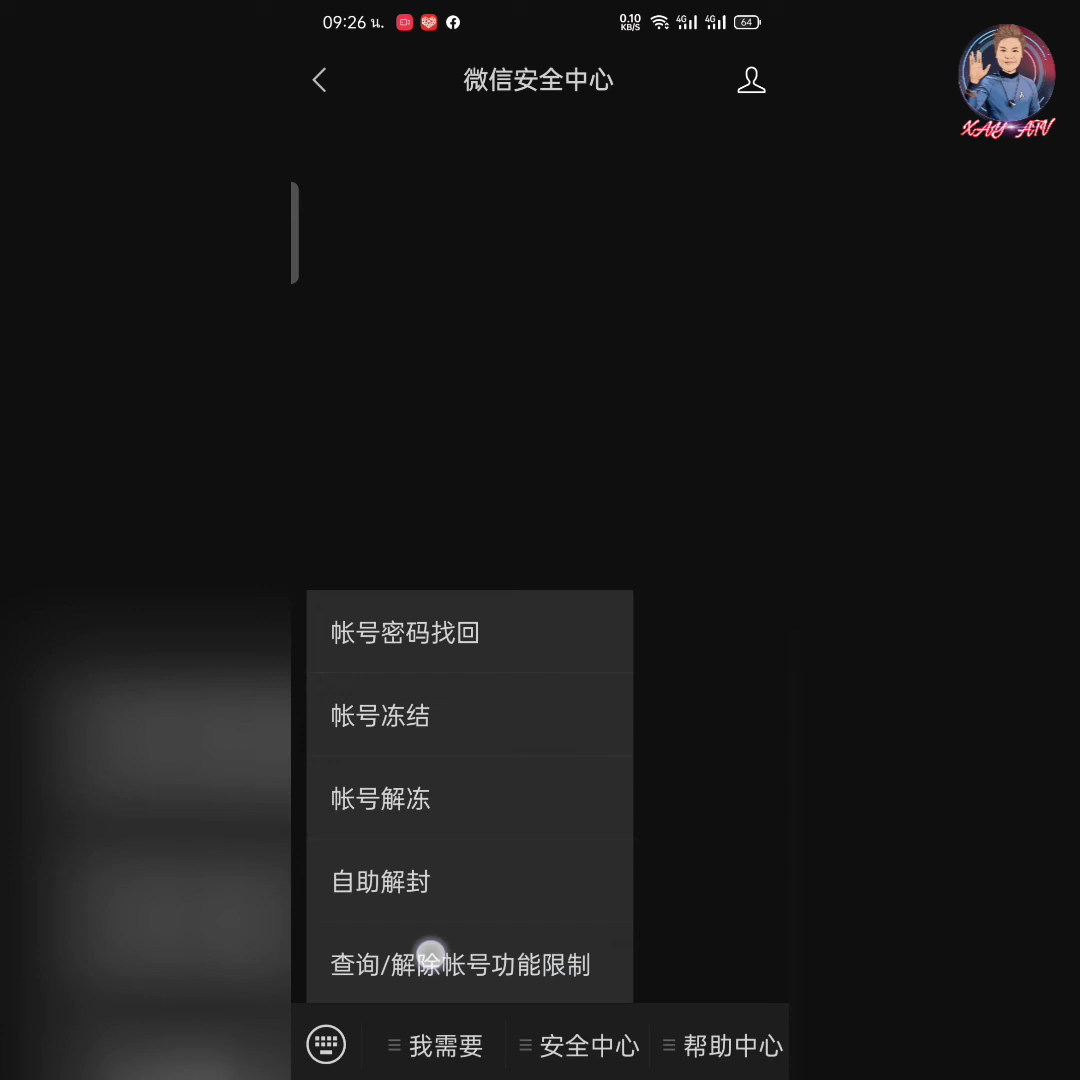 09:26 น.
0.10 KB/S
4G
4G
64
微信安全中心
XAY ATV
帐号密码找回
帐号冻结
帐号解冻
自助解封
查询/解除帐号功能限制
我需要
安全中心
帮助中心